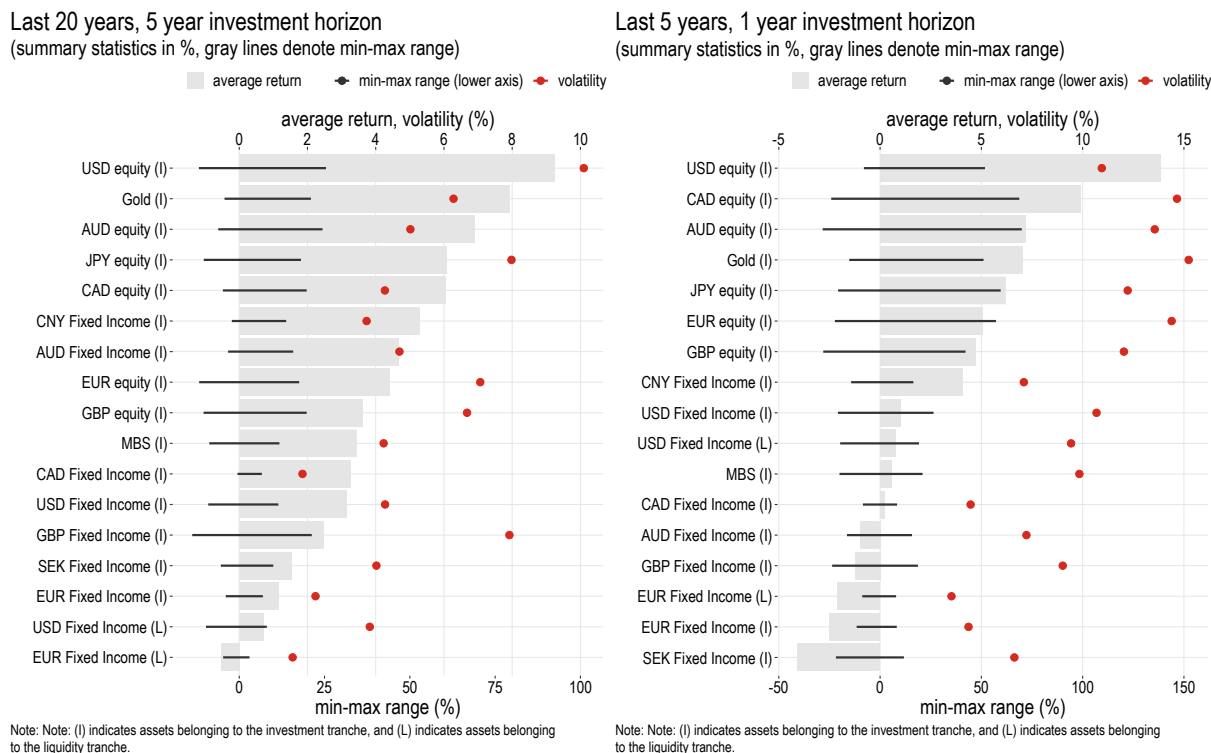 Last 20 years, 5 year investment horizon
(summary statistics in %, gray lines denote min-max range)
average return min-max range (lower axis) volatility
average return, volatility (%)
0 2 4 6 8 10
USD equity (I)
Gold (I)
AUD equity (I)
JPY equity (I)
CAD equity (I)
CNY Fixed Income (I)
AUD Fixed Income (I)
EUR equity (I)
GBP equity (I)
MBS (I)
CAD Fixed Income (I)
USD Fixed Income (I)
GBP Fixed Income (I)
SEK Fixed Income (I)
EUR Fixed Income (I)
USD Fixed Income (L)
EUR Fixed Income (L)
0 25 50 75 100
min-max range (%)
Note: Note: (I) indicates assets belonging to the investment tranche, and (L) indicates assets belonging
to the liquidity tranche.
Last 5 years, 1 year investment horizon
(summary statistics in %, gray lines denote min-max range)
average return min-max range (lower axis) volatility
average return, volatility (%)
-5 0 5 10 15
USD equity (I)
CAD equity (I)
AUD equity (I)
Gold (I)
JPY equity (I)
EUR equity (I)
GBP equity (I)
CNY Fixed Income (I)
USD Fixed Income (I)
USD Fixed Income (L)
MBS (I)
CAD Fixed Income (I)
AUD Fixed Income (I)
GBP Fixed Income (I)
EUR Fixed Income (L)
EUR Fixed Income (I)
SEK Fixed Income (I)
-50 0 50 100 150
min-max range (%)
Note: Note: (I) indicates assets belonging to the investment tranche, and (L) indicates assets belonging
to the liquidity tranche.